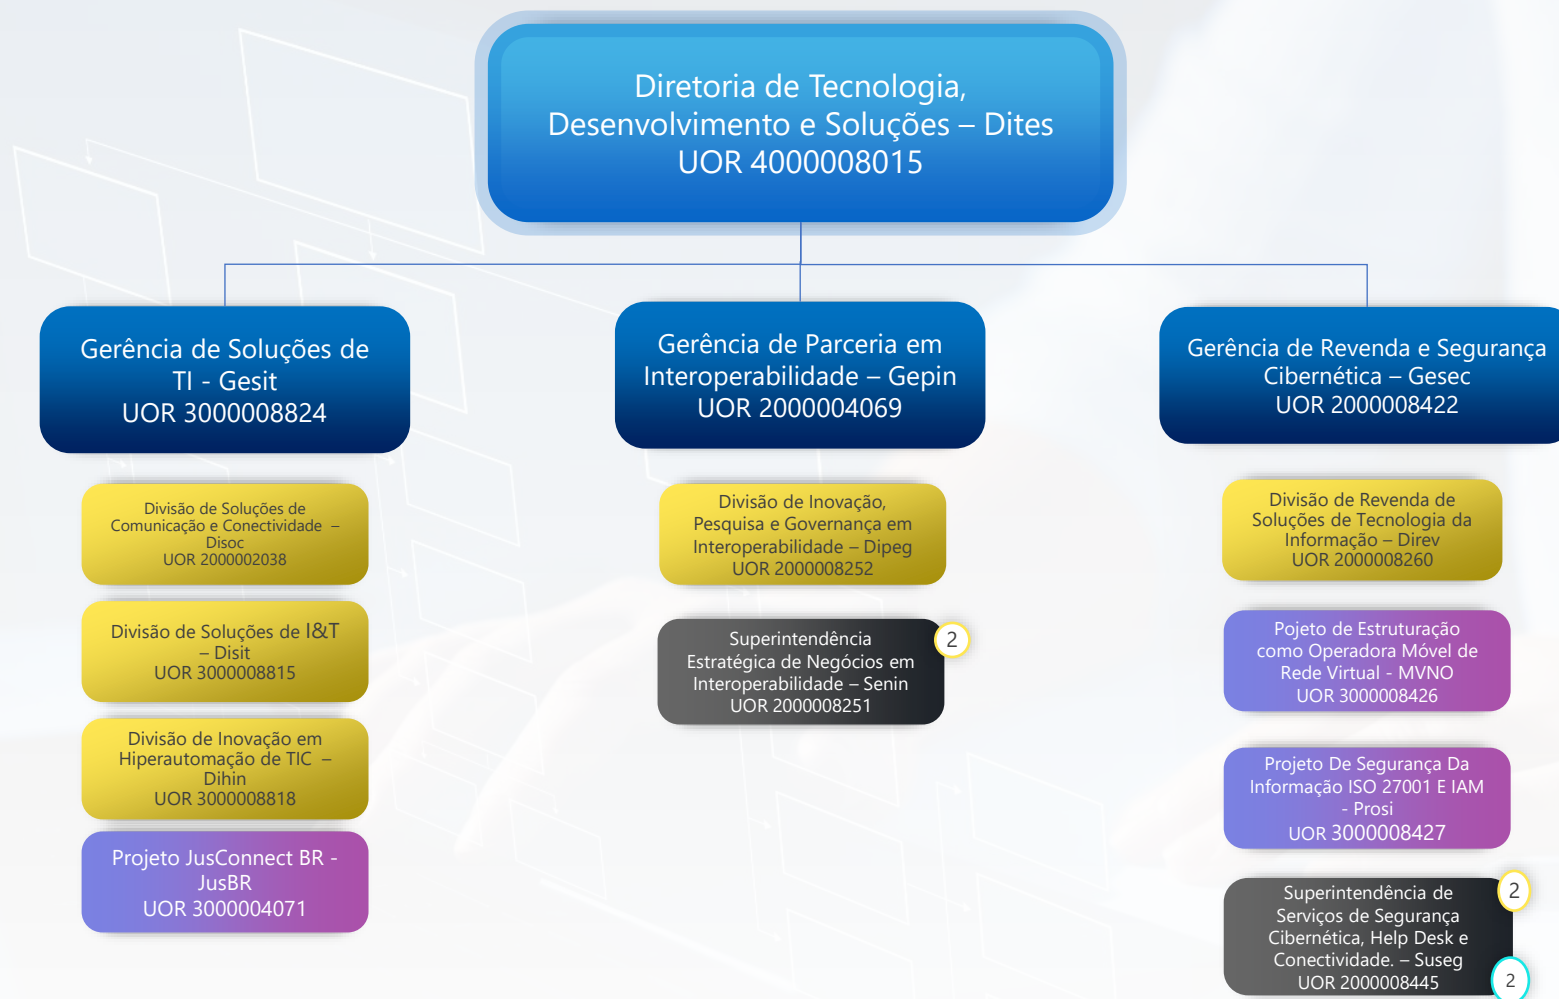 Diretoria de Tecnologia,
Desenvolvimento e Soluções – Dites
UOR 4000008015
Gerência de Soluções de
TI - Gesit
UOR 3000008824
Divisão de Soluções de
Comunicação e Conectividade –
Disoc
UOR 2000002038
Divisão de Soluções de I&T
– Disit
UOR 3000008815
Divisão de Inovação em
Hiperautomação de TIC –
Dihin
UOR 3000008818
Projeto JusConnect BR -
JusBR
UOR 3000004071
Gerência de Parceria em
Interoperabilidade – Gepin
UOR 2000004069
Divisão de Inovação,
Pesquisa e Governança em
Interoperabilidade – Dipeg
UOR 2000008252
Superintendência
Estratégica de Negócios em
Interoperabilidade – Senin
UOR 2000008251
2
Gerência de Revenda e Segurança
Cibernética – Gesec
UOR 2000008422
Divisão de Revenda de
Soluções de Tecnologia da
Informação – Direv
UOR 2000008260
Pojeto de Estruturação
como Operadora Móvel de
Rede Virtual - MVNO
UOR 3000008426
Projeto De Segurança Da
Informação ISO 27001 E IAM
- Prosi
UOR 3000008427
Superintendência de
Serviços de Segurança
Cibernética, Help Desk e
Conectividade. – Suseg
UOR 2000008445
2
2